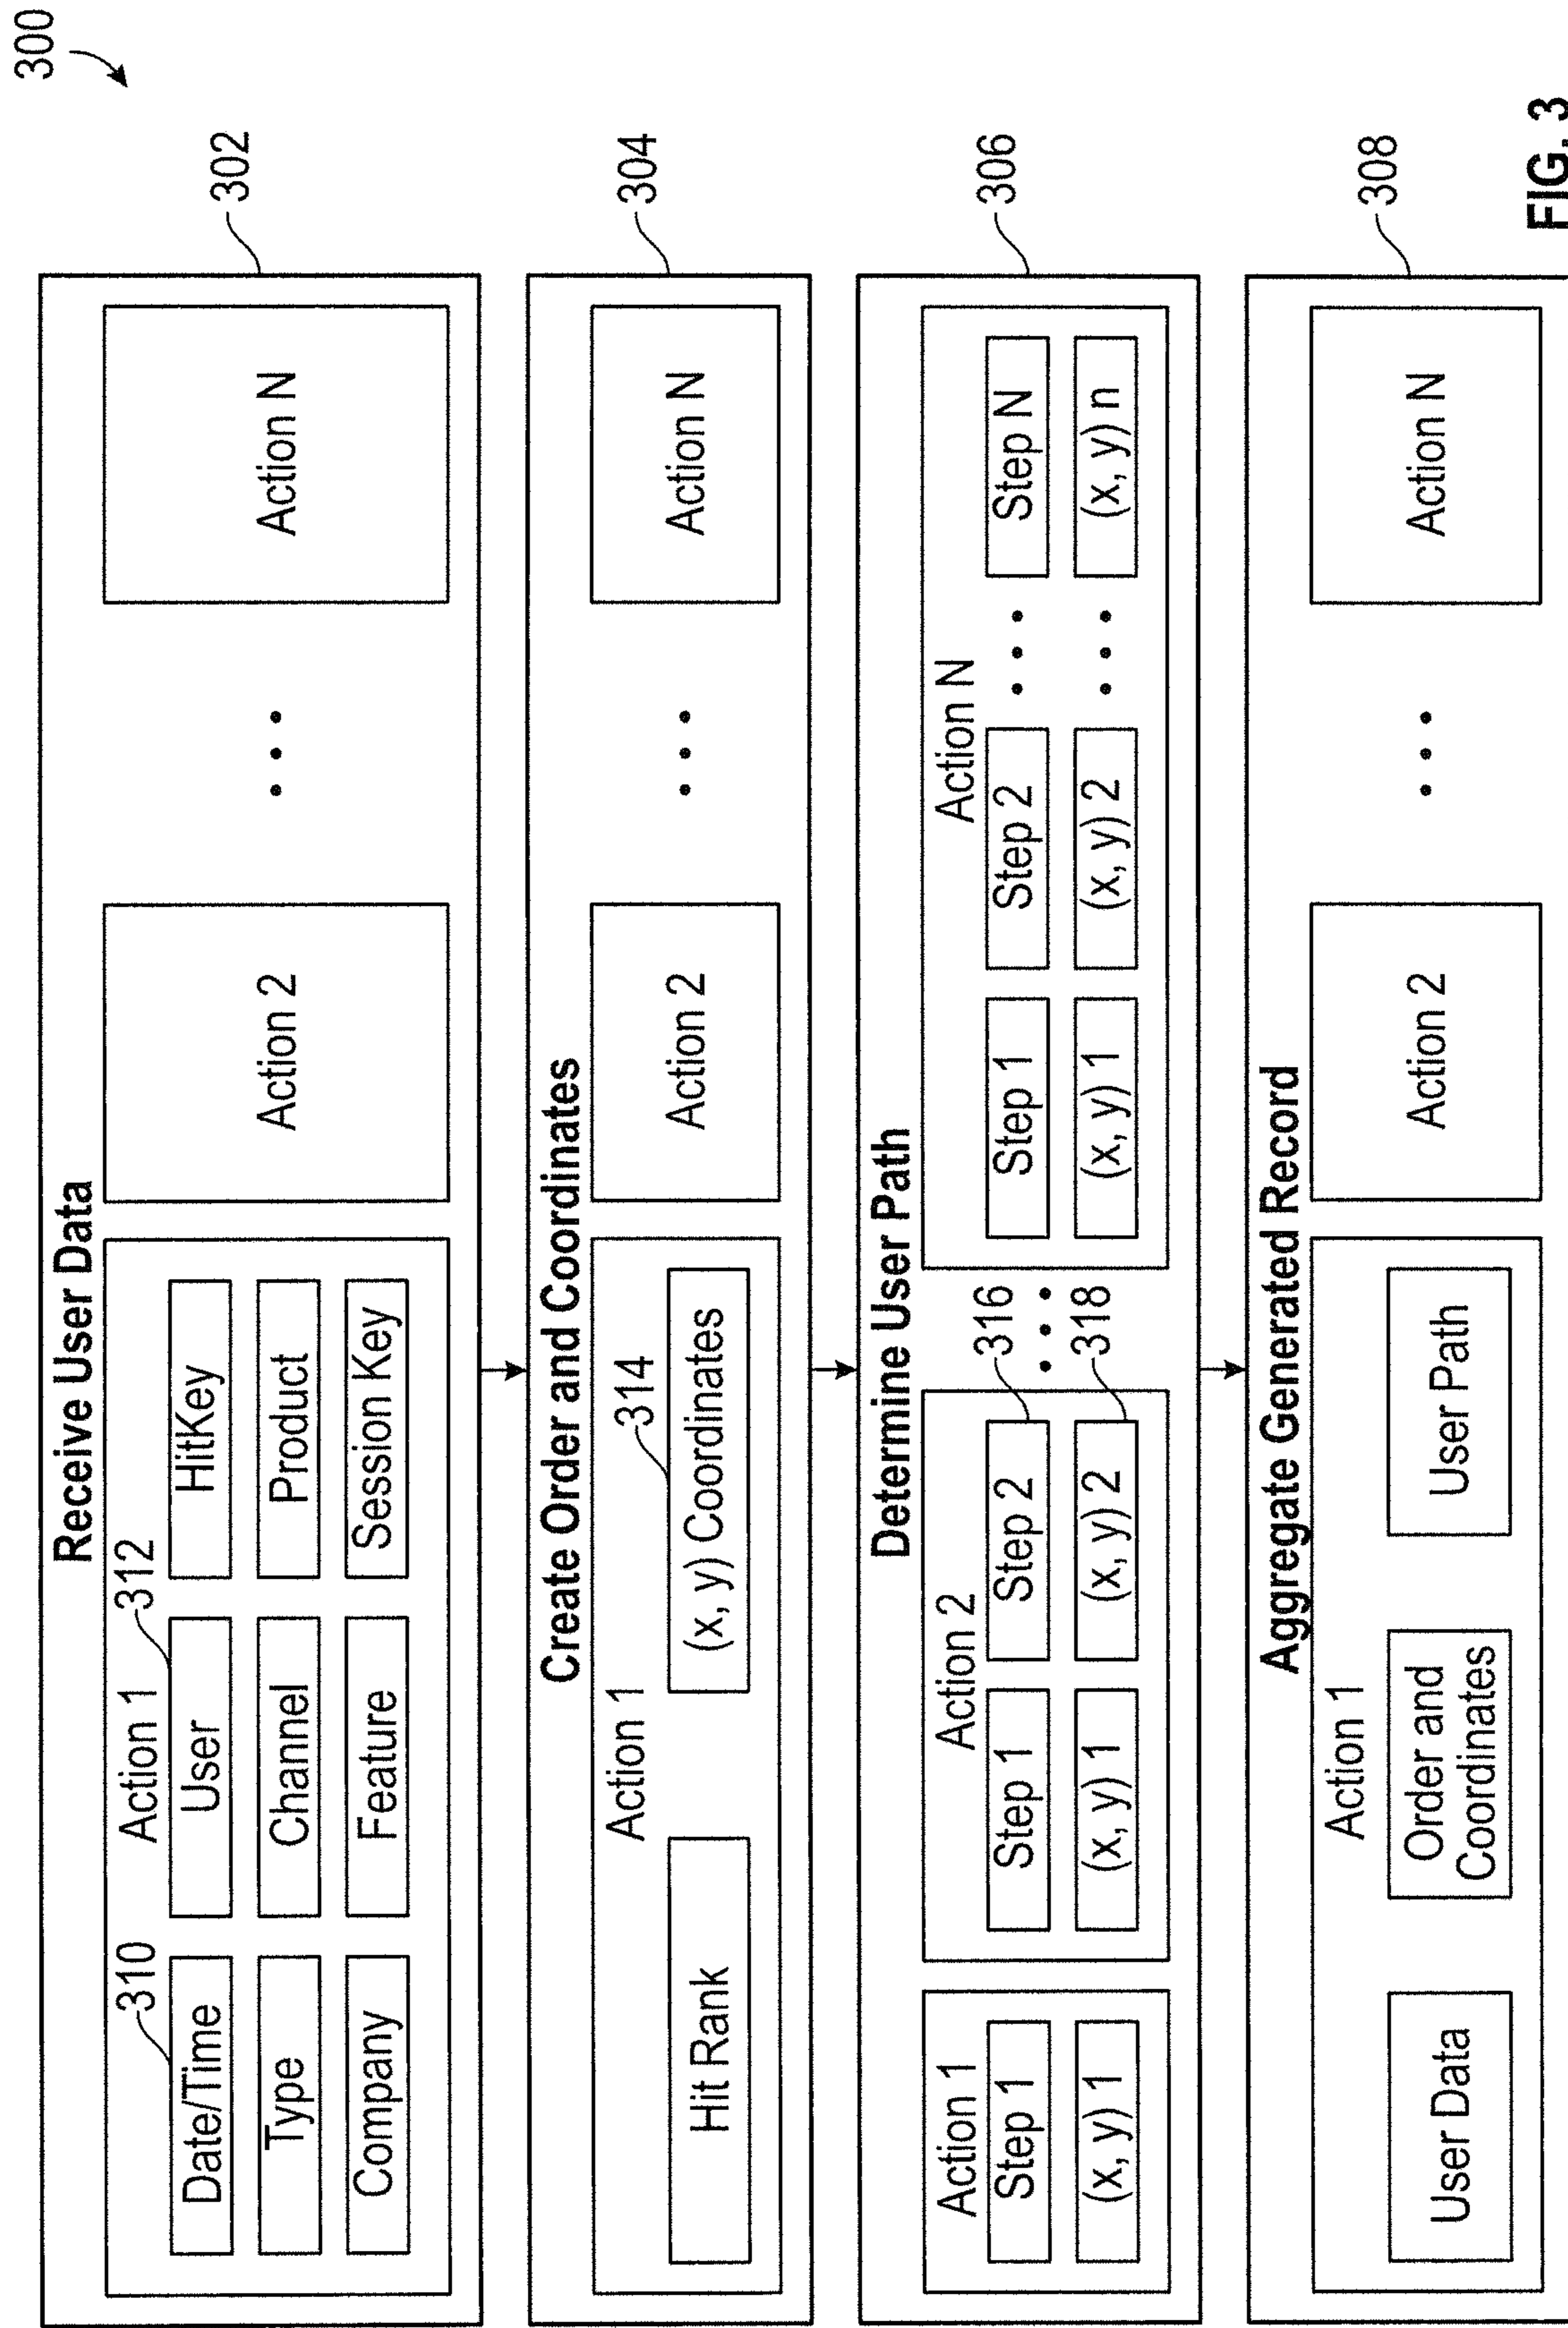 300
Receive User Data
302
Action 1
310
312
Date/Time
User
HitKey
Type
Channel
Product
Company
Feature
Session Key
Action 2
• • •
Action N
Create Order and Coordinates
304
Action 1
314
Hit Rank
(x, y) Coordinates
Action 2
• • •
Action N
Determine User Path
306
Action 1
Step 1
(x, y) 1
Action 2
316
Step 1
Step 2
318
(x, y) 1
(x, y) 2
• • •
Action N
Step 1
Step 2
• • •
Step N
(x, y) 1
(x, y) 2
• • •
(x, y) n
Aggregate Generated Record
308
Action 1
User Data
Order and
Coordinates
User Path
Action 2
• • •
Action N
FIG. 3